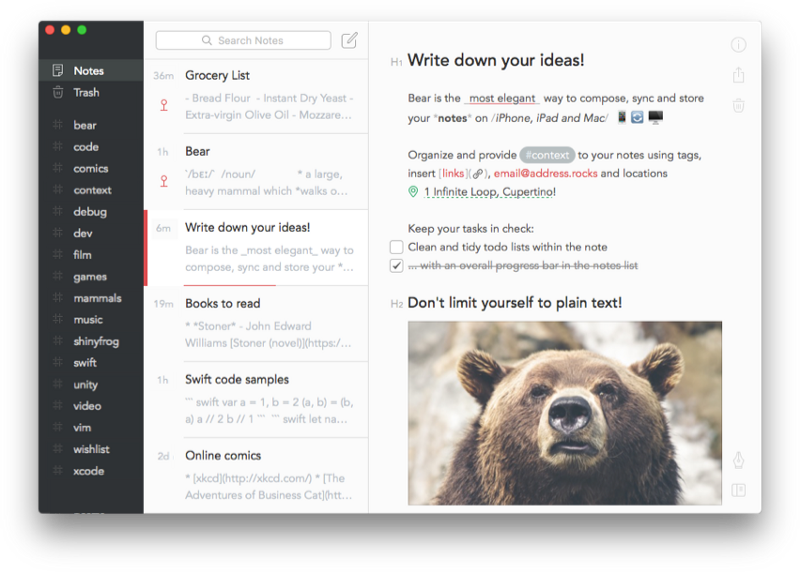 Notes
Trash
# bear
# code
# comics
# context
# debug
# dev
# film
# games
# mammals
# music
# shinyfrog
# swift
# unity
# video
# vim
# wishlist
# xcode
Search Notes
36m Grocery List
- Bread Flour - Instant Dry Yeast -
Extra-virgin Olive Oil - Mozzare...
1h Bear
`/bɛɪ/` /noun/ * a large,
heavy mammal which *walks o...
6m Write down your ideas!
Bear is the _most elegant_ way to
compose, sync and store your *...
19m Books to read
* *Stoner* - John Edward
Williams [Stoner (novel)](https:/...
1h Swift code samples
``` swift var a = 1, b = 2 (a, b) = (b,
a) a // 2 b // 1 ``` ``` swift let na...
2d Online comics
* [xkcd](http://xkcd.com/) * [The
Adventures of Business Cat](htt...
H1 Write down your ideas!
Bear is the _most elegant_ way to compose, sync and store
your *notes* on /iPhone, iPad and Mac/
Organize and provide #context to your notes using tags,
insert [links](), email@address.rocks and locations
1 Infinite Loop, Cupertino!
Keep your tasks in check:
Clean and tidy todo lists within the note
... with an overall progress bar in the notes list
H2 Don't limit yourself to plain text!